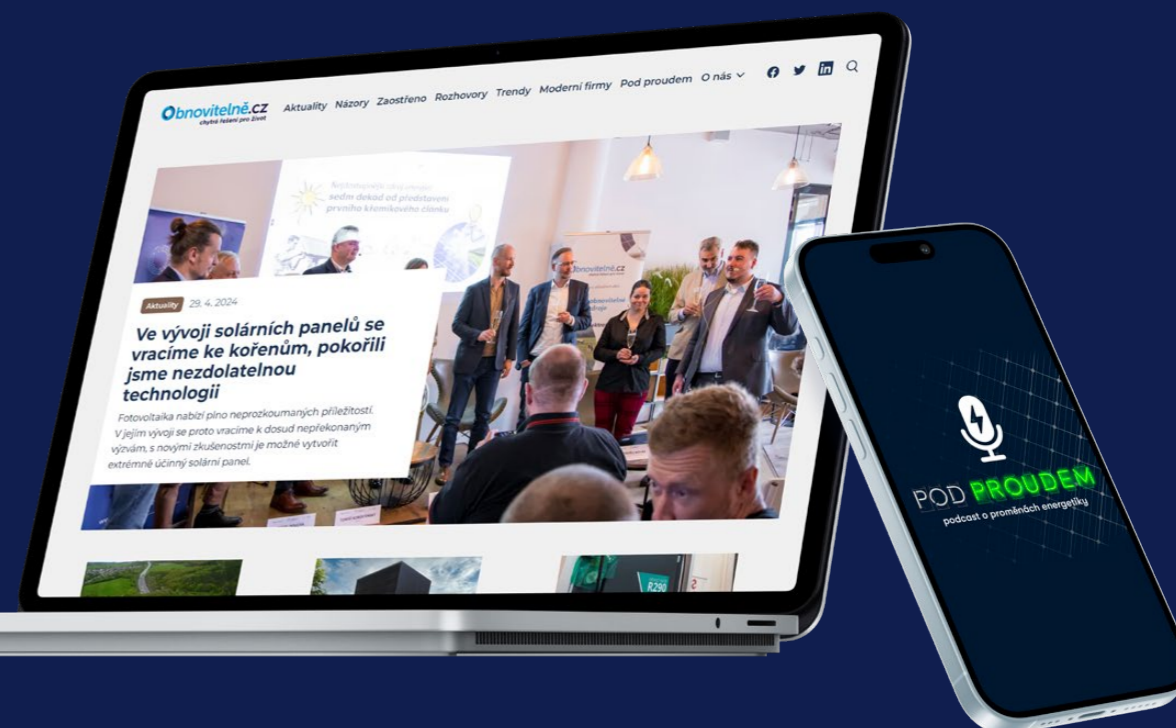 Obnovitelně.cz
chytrá řešení pro život
Aktuality Názory Zaostřeno Rozhovory Trendy Moderní firmy Pod proudem O nás
in
sedm dekád od představení
prvního křemíkového článku
bnovitelně.cz
Aktuality 29. 4. 2024
Ve vývoji solárních panelů se
vracíme ke kořenům, pokořili
jsme nezdolatelnou
technologii
Fotovoltaika nabízí plno neprozkoumaných příležitostí.
V jejím vývoji se proto vracíme k dosud nepřekonaným
výzvám, s novými zkušenostmi je možné vytvořit
extrémně účinný solární panel.
R290
POD PROUDEM
podcast o proměnách energetiky